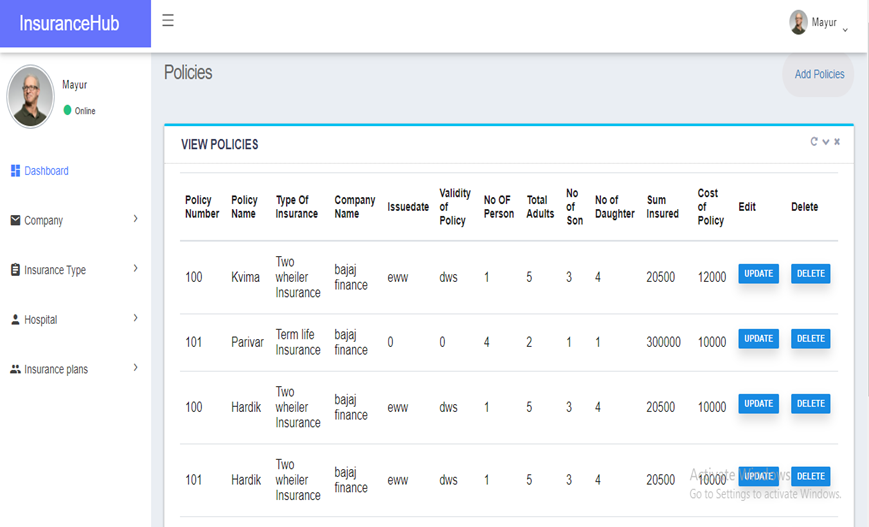 InsuranceHub
Mayur
Mayur
Online
Policies
Add Policies
Dashboard
Company
Insurance Type
Hospital
Insurance plans
VIEW POLICIES
Policy Number Policy Name Type Of Insurance Company Name Issuedate Validity of Policy No OF Person Total Adults No of Son No of Daughter Sum Insured Cost of Policy Edit Delete
100 Kvima Two wheiler Insurance bajaj finance eww dws 1 5 3 4 20500 12000 UPDATE DELETE
101 Parivar Term life Insurance bajaj finance 0 0 4 2 1 1 300000 10000 UPDATE DELETE
100 Hardik Two wheiler Insurance bajaj finance eww dws 1 5 3 4 20500 10000 UPDATE DELETE
101 Hardik Two wheiler Insurance bajaj finance eww dws 1 5 3 4 20500 10000 UPDATE DELETE
Activate Windows
Go to Settings to activate Windows.